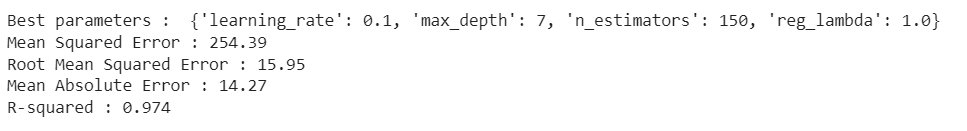 Best parameters :  {'learning_rate': 0.1, 'max_depth': 7, 'n_estimators': 150, 'reg_lambda': 1.0}
Mean Squared Error : 254.39
Root Mean Squared Error : 15.95
Mean Absolute Error : 14.27
R-squared : 0.974